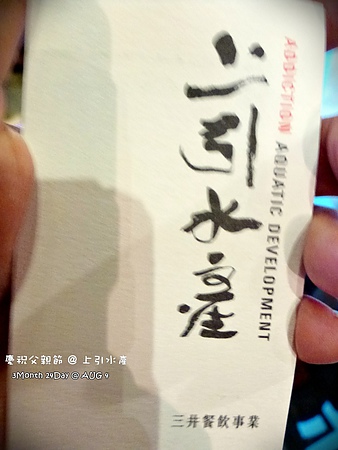 上引水產
ADDICTION AQUATIC DEVELOPMENT
慶祝父親節 @ 上引水產
3Month 29Day @ AUG 9
三井餐飲事業